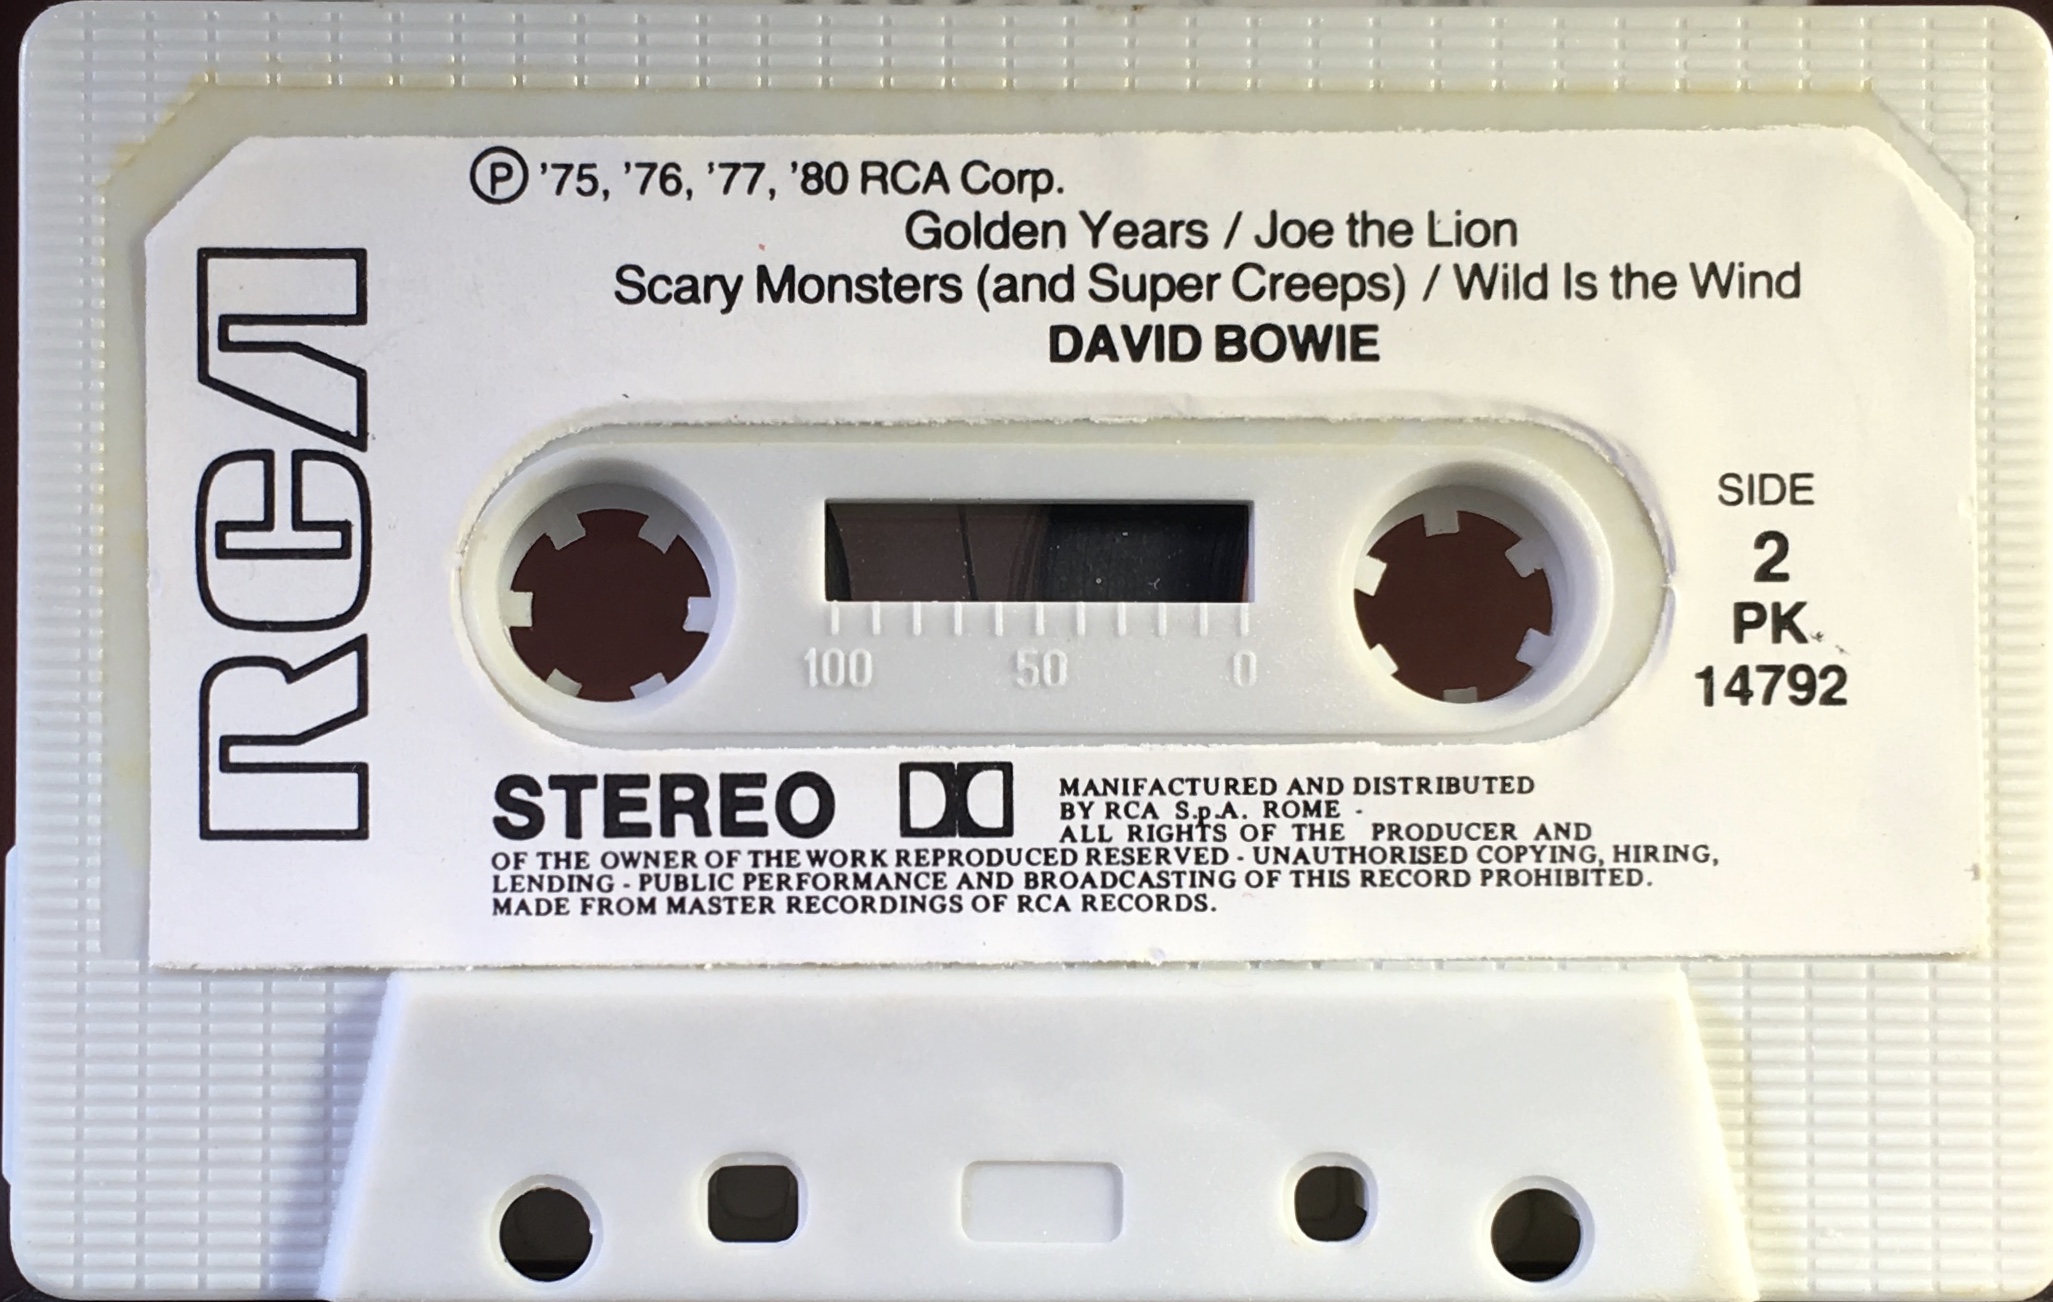 Ⓟ '75, '76, '77, '80 RCA Corp.
Golden Years / Joe the Lion
Scary Monsters (and Super Creeps) / Wild Is the Wind
DAVID BOWIE
RCA
SIDE
2
PK
14792
100 50 0
STEREO
MANIFACTURED AND DISTRIBUTED
BY RCA S.p.A. ROME -
ALL RIGHTS OF THE PRODUCER AND
OF THE OWNER OF THE WORK REPRODUCED RESERVED - UNAUTHORISED COPYING, HIRING,
LENDING - PUBLIC PERFORMANCE AND BROADCASTING OF THIS RECORD PROHIBITED.
MADE FROM MASTER RECORDINGS OF RCA RECORDS.